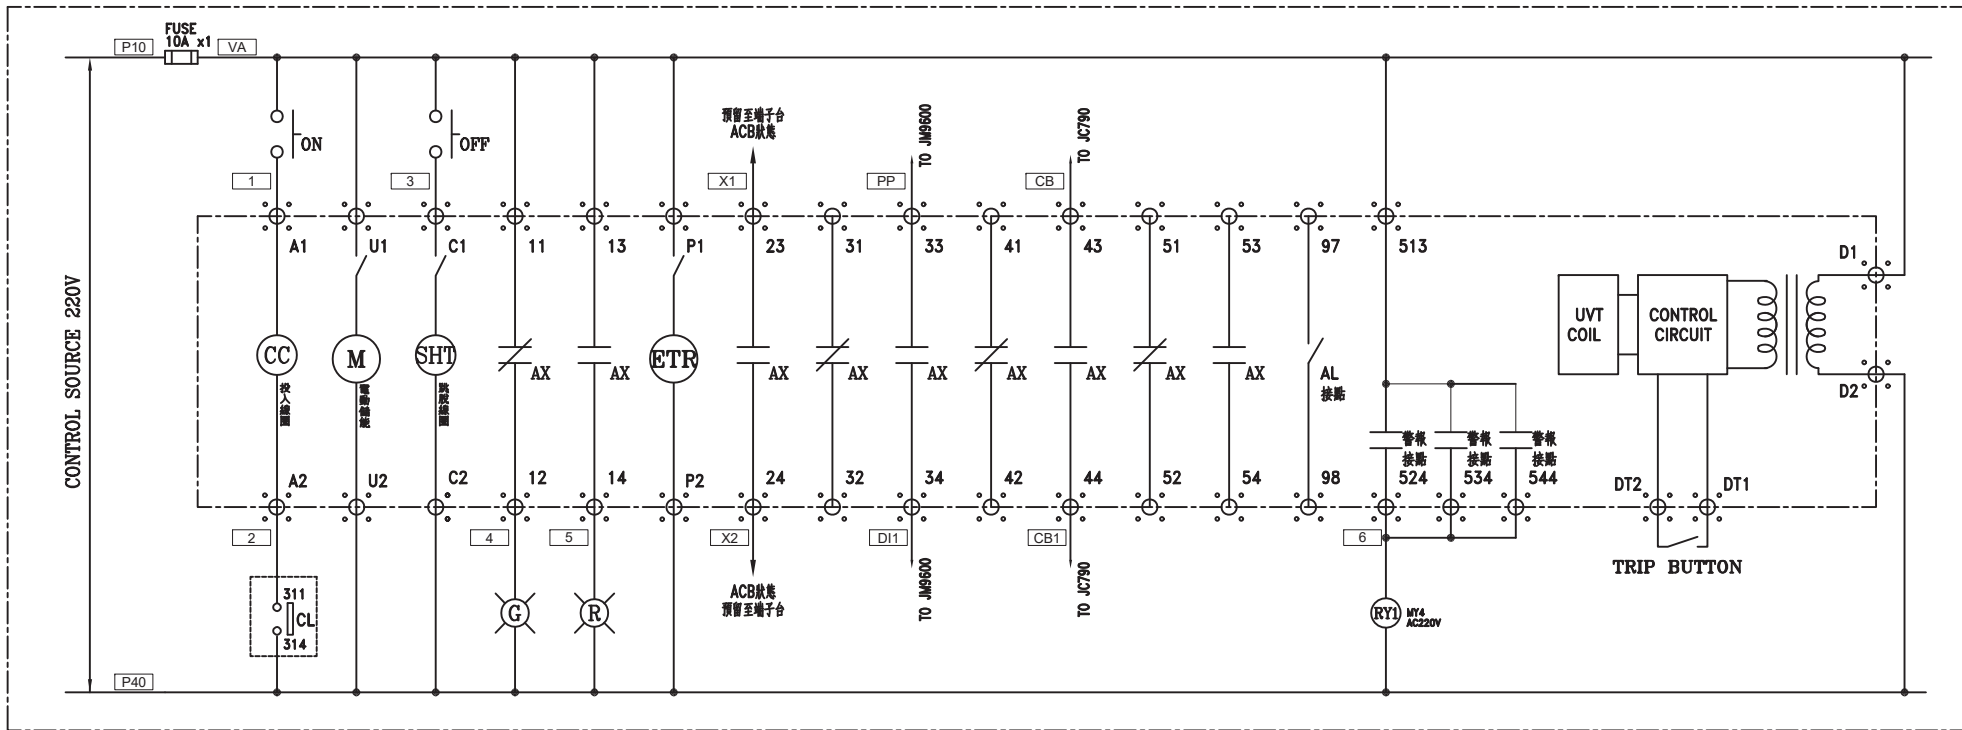 FUSE
10A x1
P10
VA
ON
OFF
預留至端子台
ACB狀態
TO JM9600
TO JC790
1
3
X1
PP
CB
A1
U1
C1
11
13
P1
23
31
33
41
43
51
53
97
513
D1
CONTROL SOURCE 220V
CC
投入線圈
M
電動儲能
SHT
跳脫線圈
AX
AX
ETR
AX
AX
AX
AX
AX
AX
AX
AL
接點
UVT
COIL
CONTROL
CIRCUIT
D2
警報
接點
警報
接點
警報
接點
A2
U2
C2
12
14
P2
24
32
34
42
44
52
54
98
524
534
544
DT2
DT1
2
4
5
X2
DI1
CB1
6
TRIP BUTTON
311
CL
314
G
R
ACB狀態
預留至端子台
TO JM9600
TO JC790
RY1
MY4
AC220V
P40